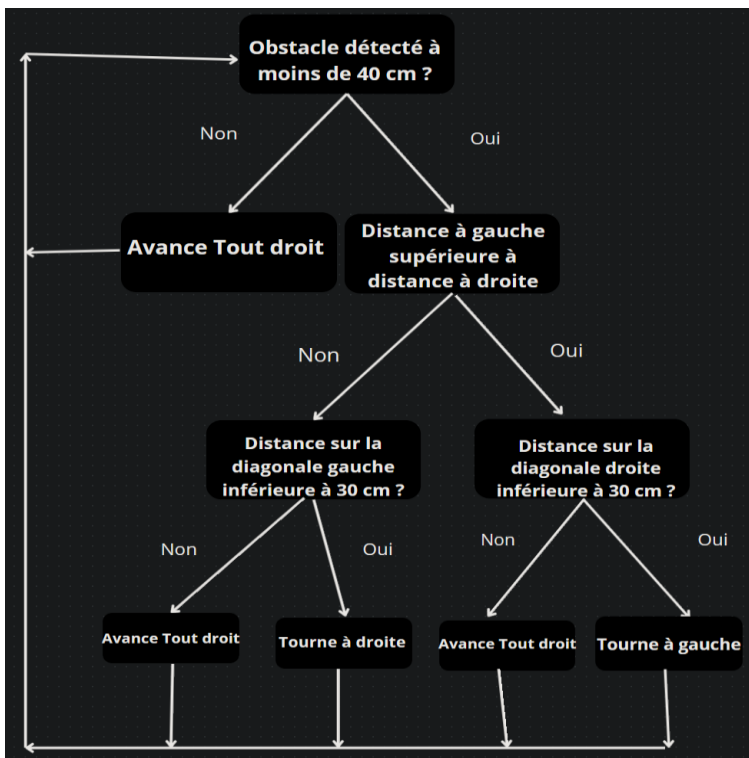 Obstacle détecté à
moins de 40 cm ?
Non
Oui
Avance Tout droit
Distance à gauche
supérieure à
distance à droite
Non
Oui
Distance sur la
diagonale gauche
inférieure à 30 cm ?
Distance sur la
diagonale droite
inférieure à 30 cm ?
Non
Oui
Non
Oui
Avance Tout droit
Tourne à droite
Avance Tout droit
Tourne à gauche